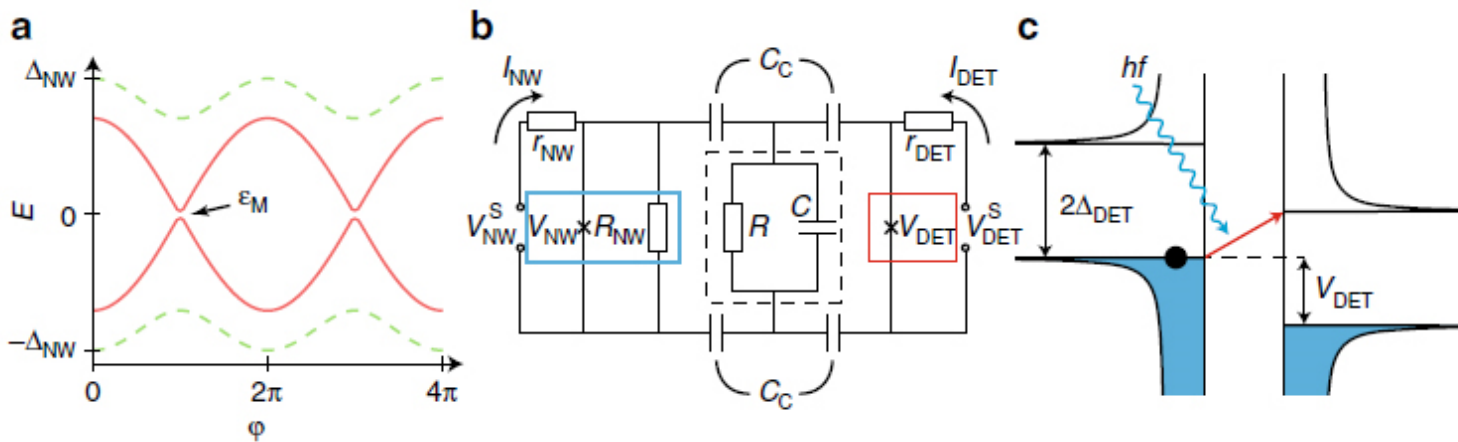 a
Δ_NW
E
0
ε_M
−Δ_NW
0
2π
4π
φ
b
C_C
I_NW
I_DET
r_NW
r_DET
V^S_NW
V_NW
R_NW
R
C
V_DET
V^S_DET
C_C
c
hf
2Δ_DET
V_DET